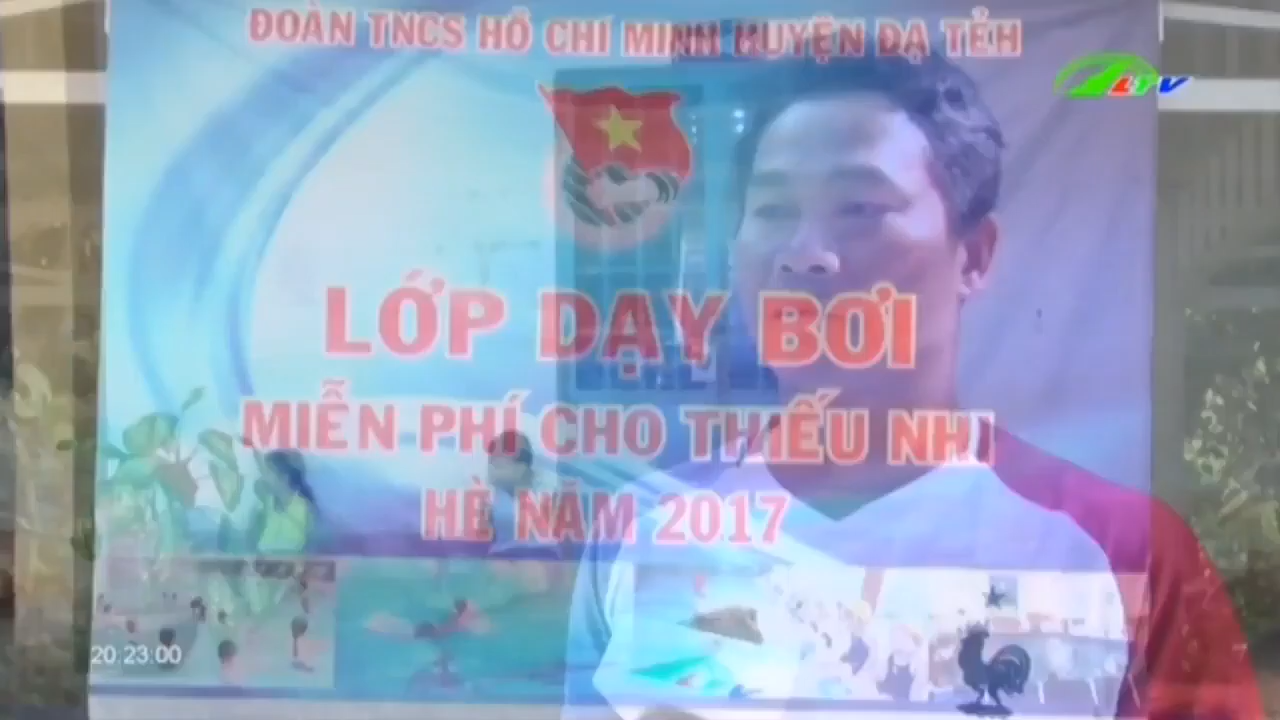 ĐOÀN TNCS HỒ CHÍ MINH HUYỆN ĐẠ TẺH
LTV
LỚP DẠY BƠI
MIỄN PHÍ CHO THIẾU NHI
HÈ NĂM 2017
20:23:00